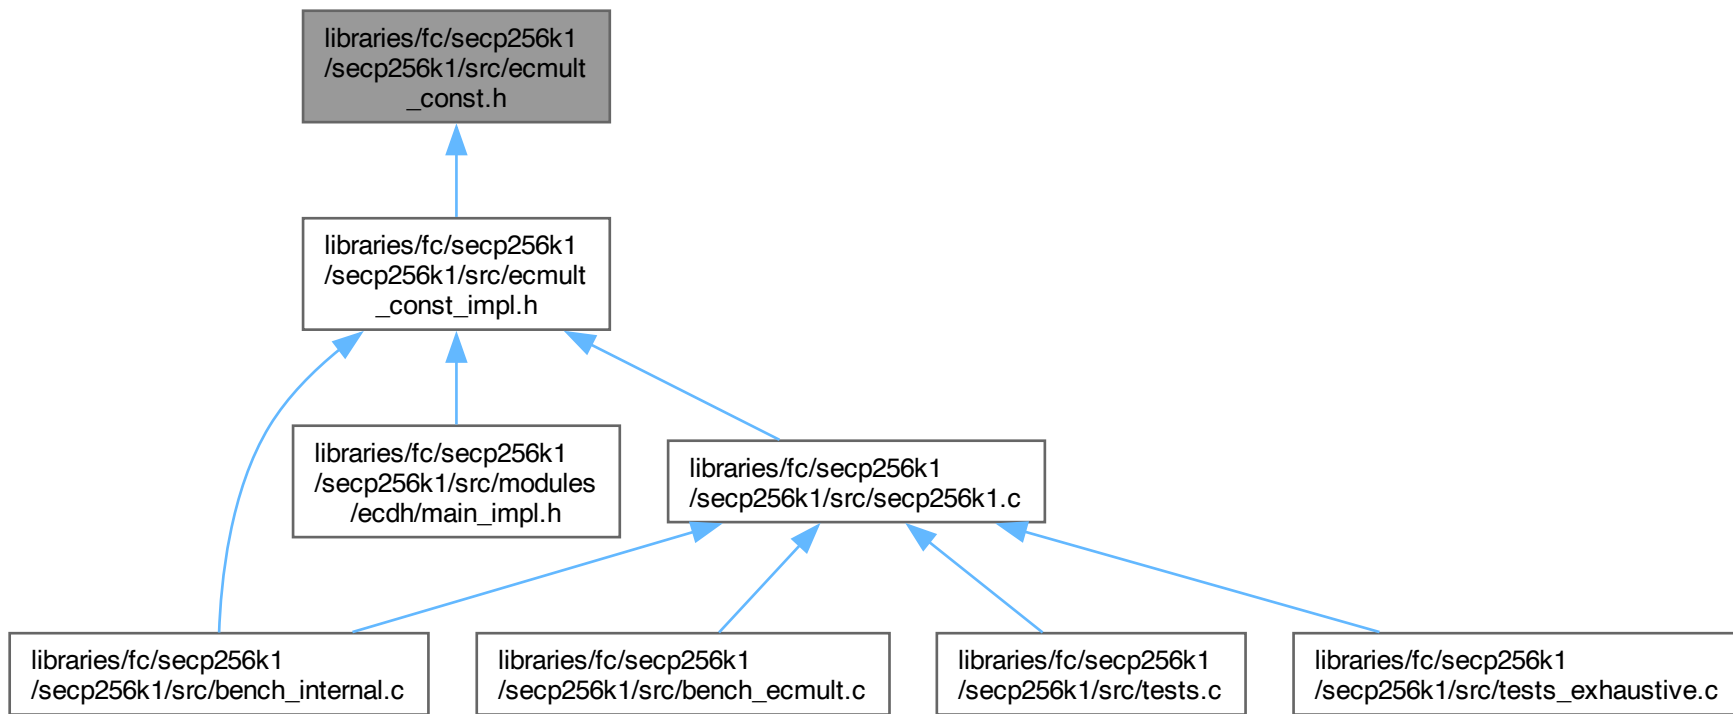 libraries/fc/secp256k1
/secp256k1/src/ecmult
_const.h
libraries/fc/secp256k1
/secp256k1/src/ecmult
_const_impl.h
libraries/fc/secp256k1
/secp256k1/src/modules
/ecdh/main_impl.h
libraries/fc/secp256k1
/secp256k1/src/secp256k1.c
libraries/fc/secp256k1
/secp256k1/src/bench_internal.c
libraries/fc/secp256k1
/secp256k1/src/bench_ecmult.c
libraries/fc/secp256k1
/secp256k1/src/tests.c
libraries/fc/secp256k1
/secp256k1/src/tests_exhaustive.c